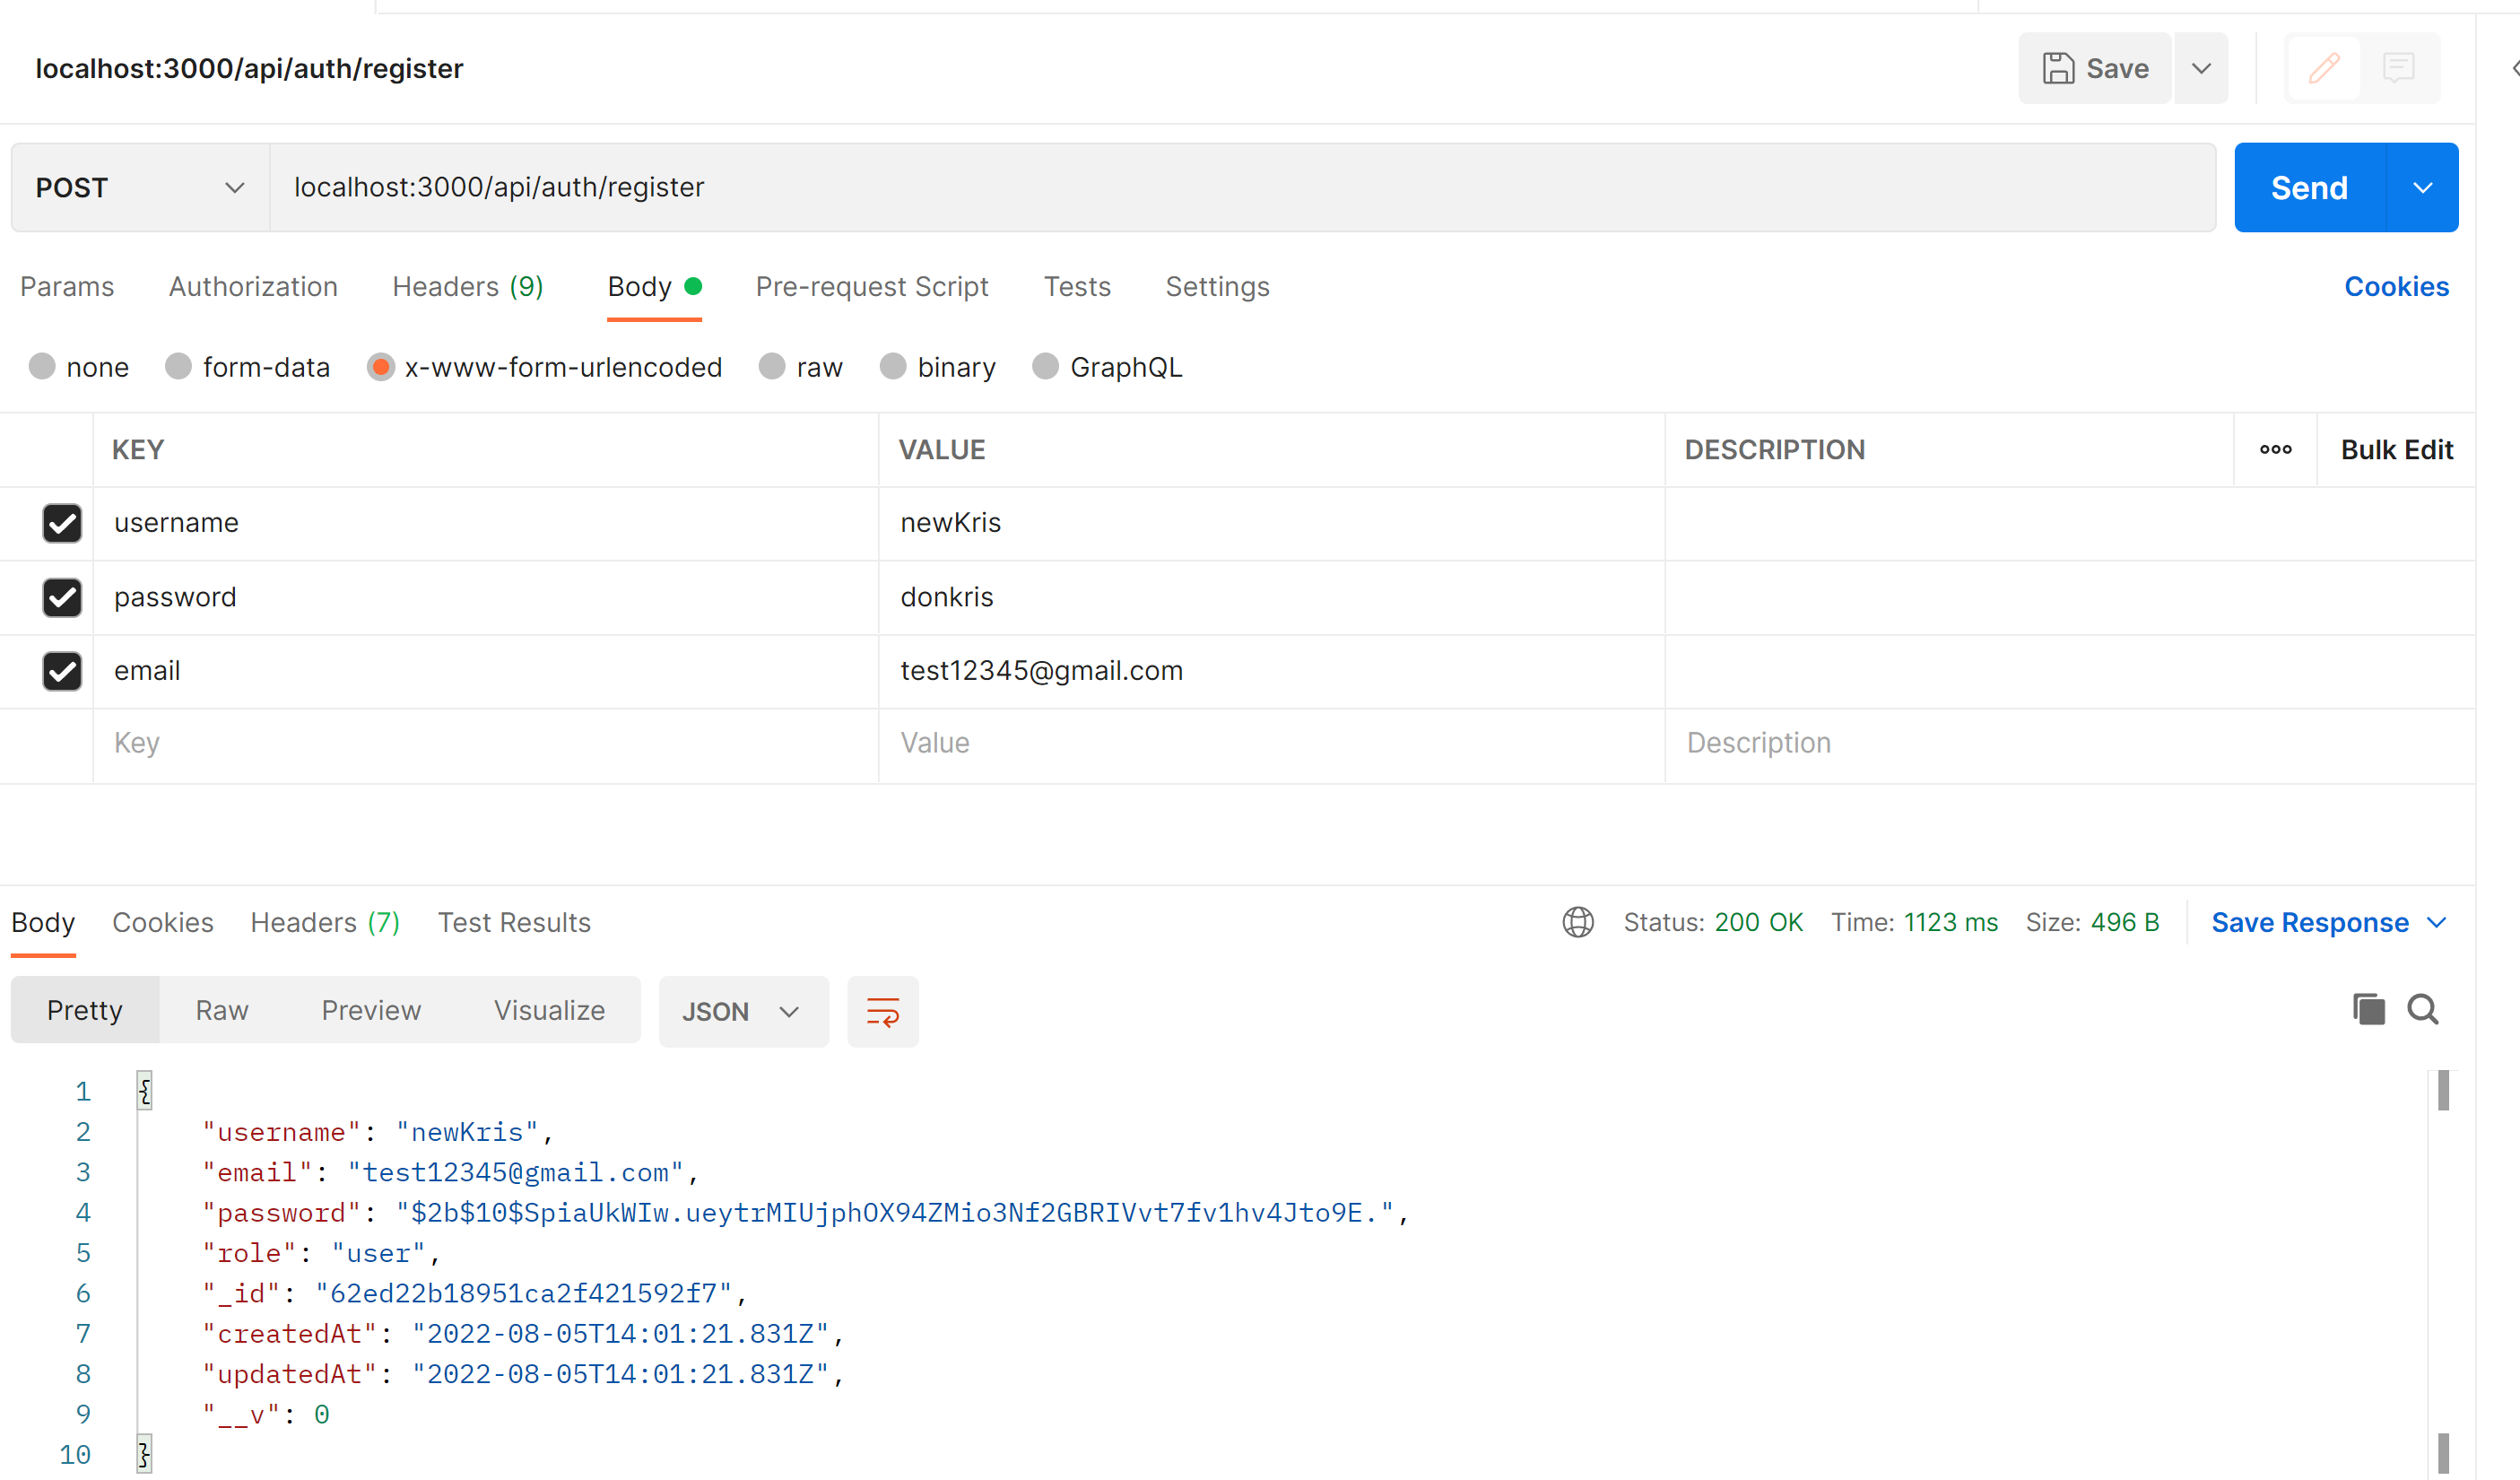 localhost:3000/api/auth/register
Save
POST
localhost:3000/api/auth/register
Send
Params Authorization Headers (9) Body Pre-request Script Tests Settings Cookies
none form-data x-www-form-urlencoded raw binary GraphQL
KEY VALUE DESCRIPTION Bulk Edit
username newKris
password donkris
email test12345@gmail.com
Key Value Description
Body Cookies Headers (7) Test Results Status: 200 OK Time: 1123 ms Size: 496 B Save Response
Pretty Raw Preview Visualize JSON
1 {
2 "username": "newKris",
3 "email": "test12345@gmail.com",
4 "password": "$2b$10$SpiaUkWIw.ueytrMIUjphOX94ZMio3Nf2GBRIVvt7fv1hv4Jto9E.",
5 "role": "user",
6 "_id": "62ed22b18951ca2f421592f7",
7 "createdAt": "2022-08-05T14:01:21.831Z",
8 "updatedAt": "2022-08-05T14:01:21.831Z",
9 "__v": 0
10 }